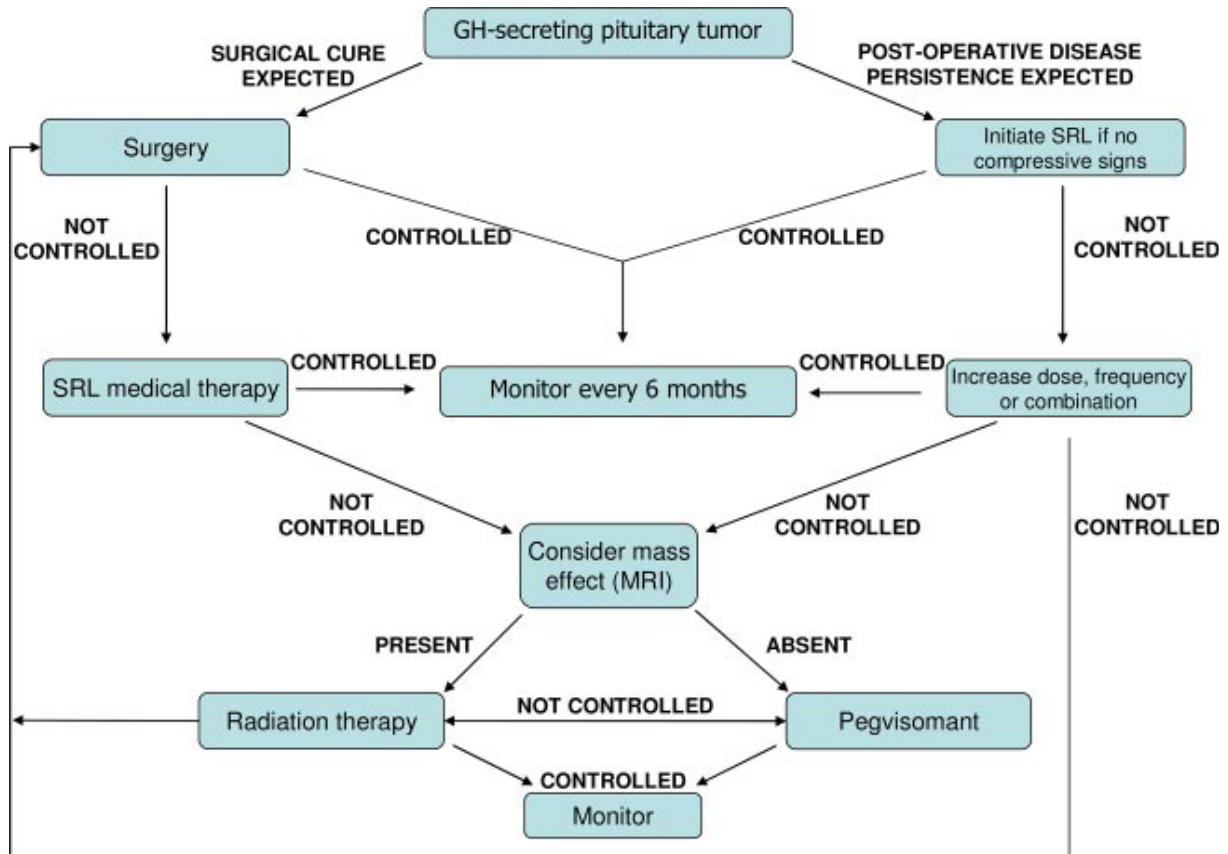 GH-secreting pituitary tumor
SURGICAL CURE
EXPECTED
POST-OPERATIVE DISEASE
PERSISTENCE EXPECTED
Surgery
Initiate SRL if no
compressive signs
NOT
CONTROLLED
CONTROLLED
CONTROLLED
NOT
CONTROLLED
SRL medical therapy
CONTROLLED
Monitor every 6 months
CONTROLLED
Increase dose, frequency
or combination
NOT
CONTROLLED
NOT
CONTROLLED
NOT
CONTROLLED
Consider mass
effect (MRI)
PRESENT
ABSENT
Radiation therapy
NOT CONTROLLED
Pegvisomant
CONTROLLED
Monitor